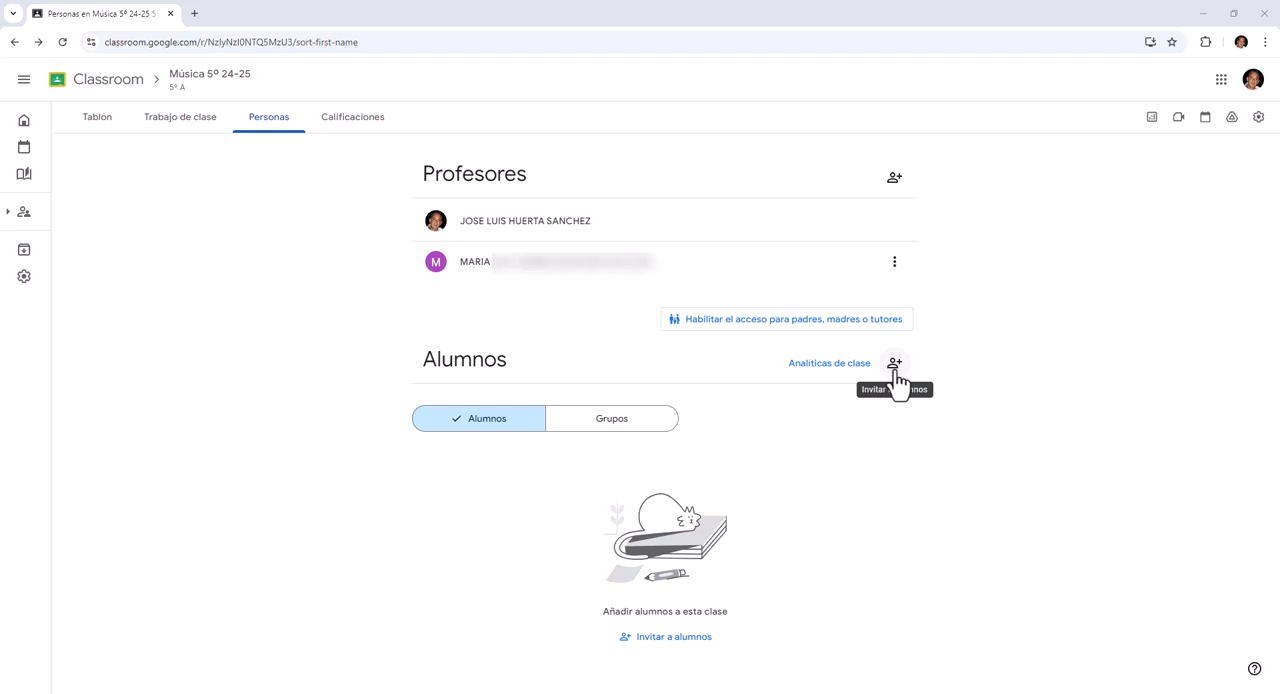 Personas en Música 5º 24-25 5º
classroom.google.com/r/NzIyNzI0NTQ5MzU3/sort-first-name
Classroom
Música 5º 24-25
5º A
Tablón
Trabajo de clase
Personas
Calificaciones
Profesores
JOSE LUIS HUERTA SANCHEZ
M
MARIA
Habilitar el acceso para padres, madres o tutores
Alumnos
Analíticas de clase
Invitar
Alumnos
Grupos
Añadir alumnos a esta clase
Invitar a alumnos